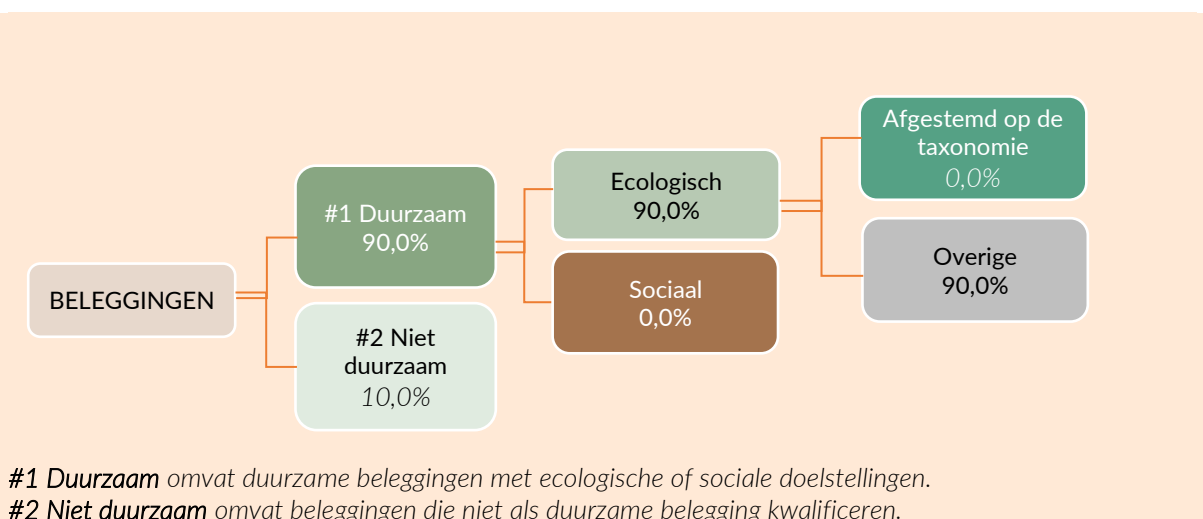 BELEGGINGEN
#1 Duurzaam
90,0%
#2 Niet
duurzaam
10,0%
Ecologisch
90,0%
Sociaal
0,0%
Afgestemd op de
taxonomie
0,0%
Overige
90,0%
#1 Duurzaam omvat duurzame beleggingen met ecologische of sociale doelstellingen.
#2 Niet duurzaam omvat beleggingen die niet als duurzame belegging kwalificeren.